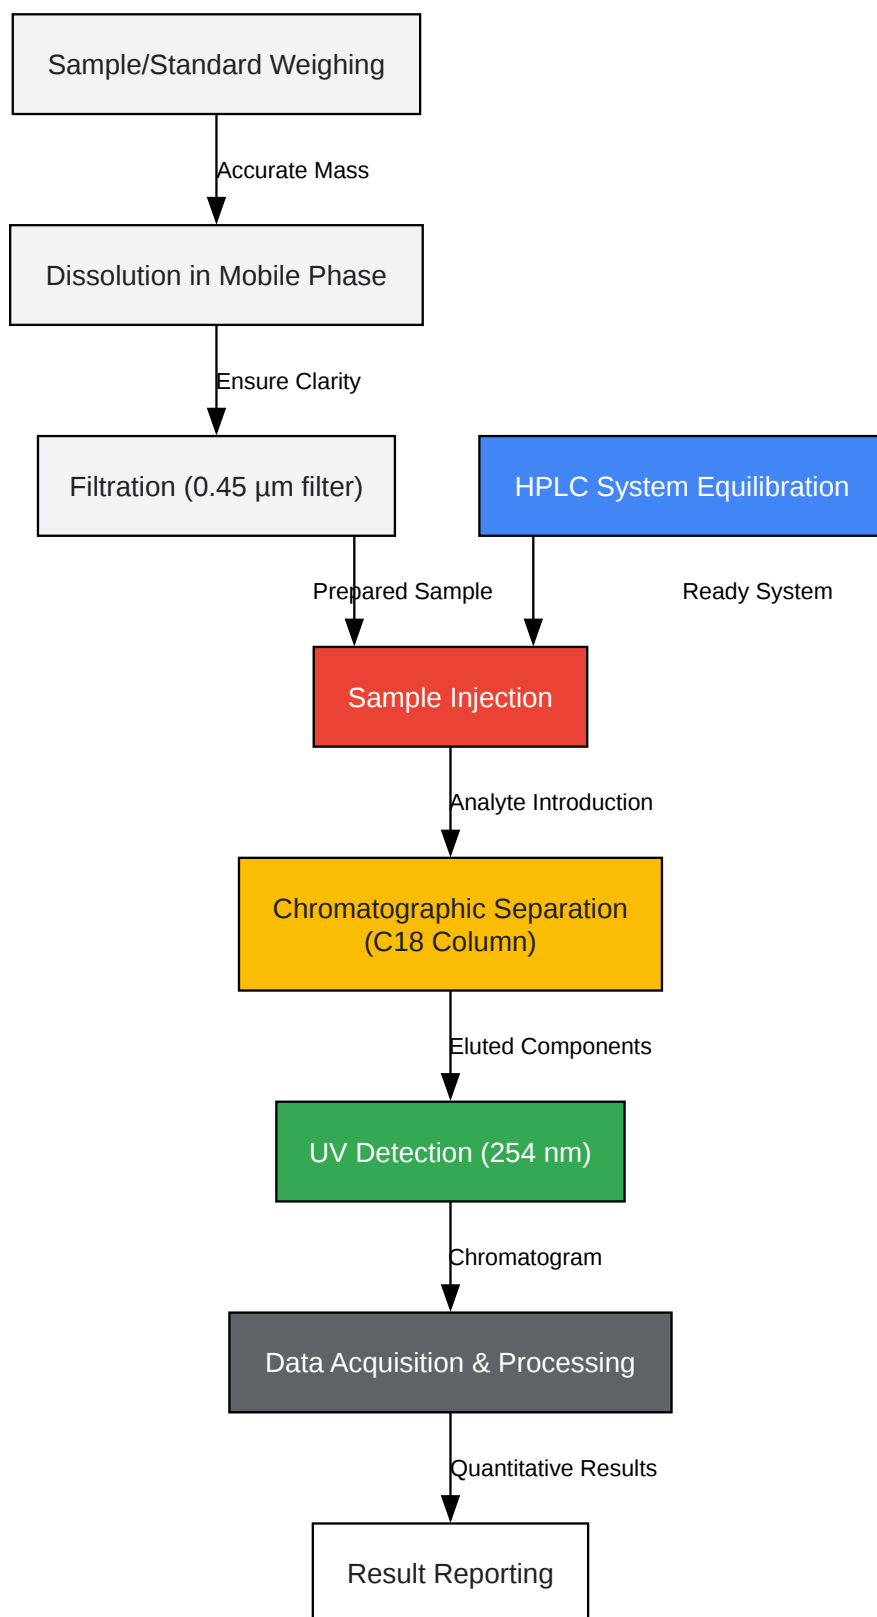 Sample/Standard Weighing
Accurate Mass
Dissolution in Mobile Phase
Ensure Clarity
Filtration (0.45 µm filter)
HPLC System Equilibration
Prepared Sample
Ready System
Sample Injection
Analyte Introduction
Chromatographic Separation
(C18 Column)
Eluted Components
UV Detection (254 nm)
Chromatogram
Data Acquisition & Processing
Quantitative Results
Result Reporting